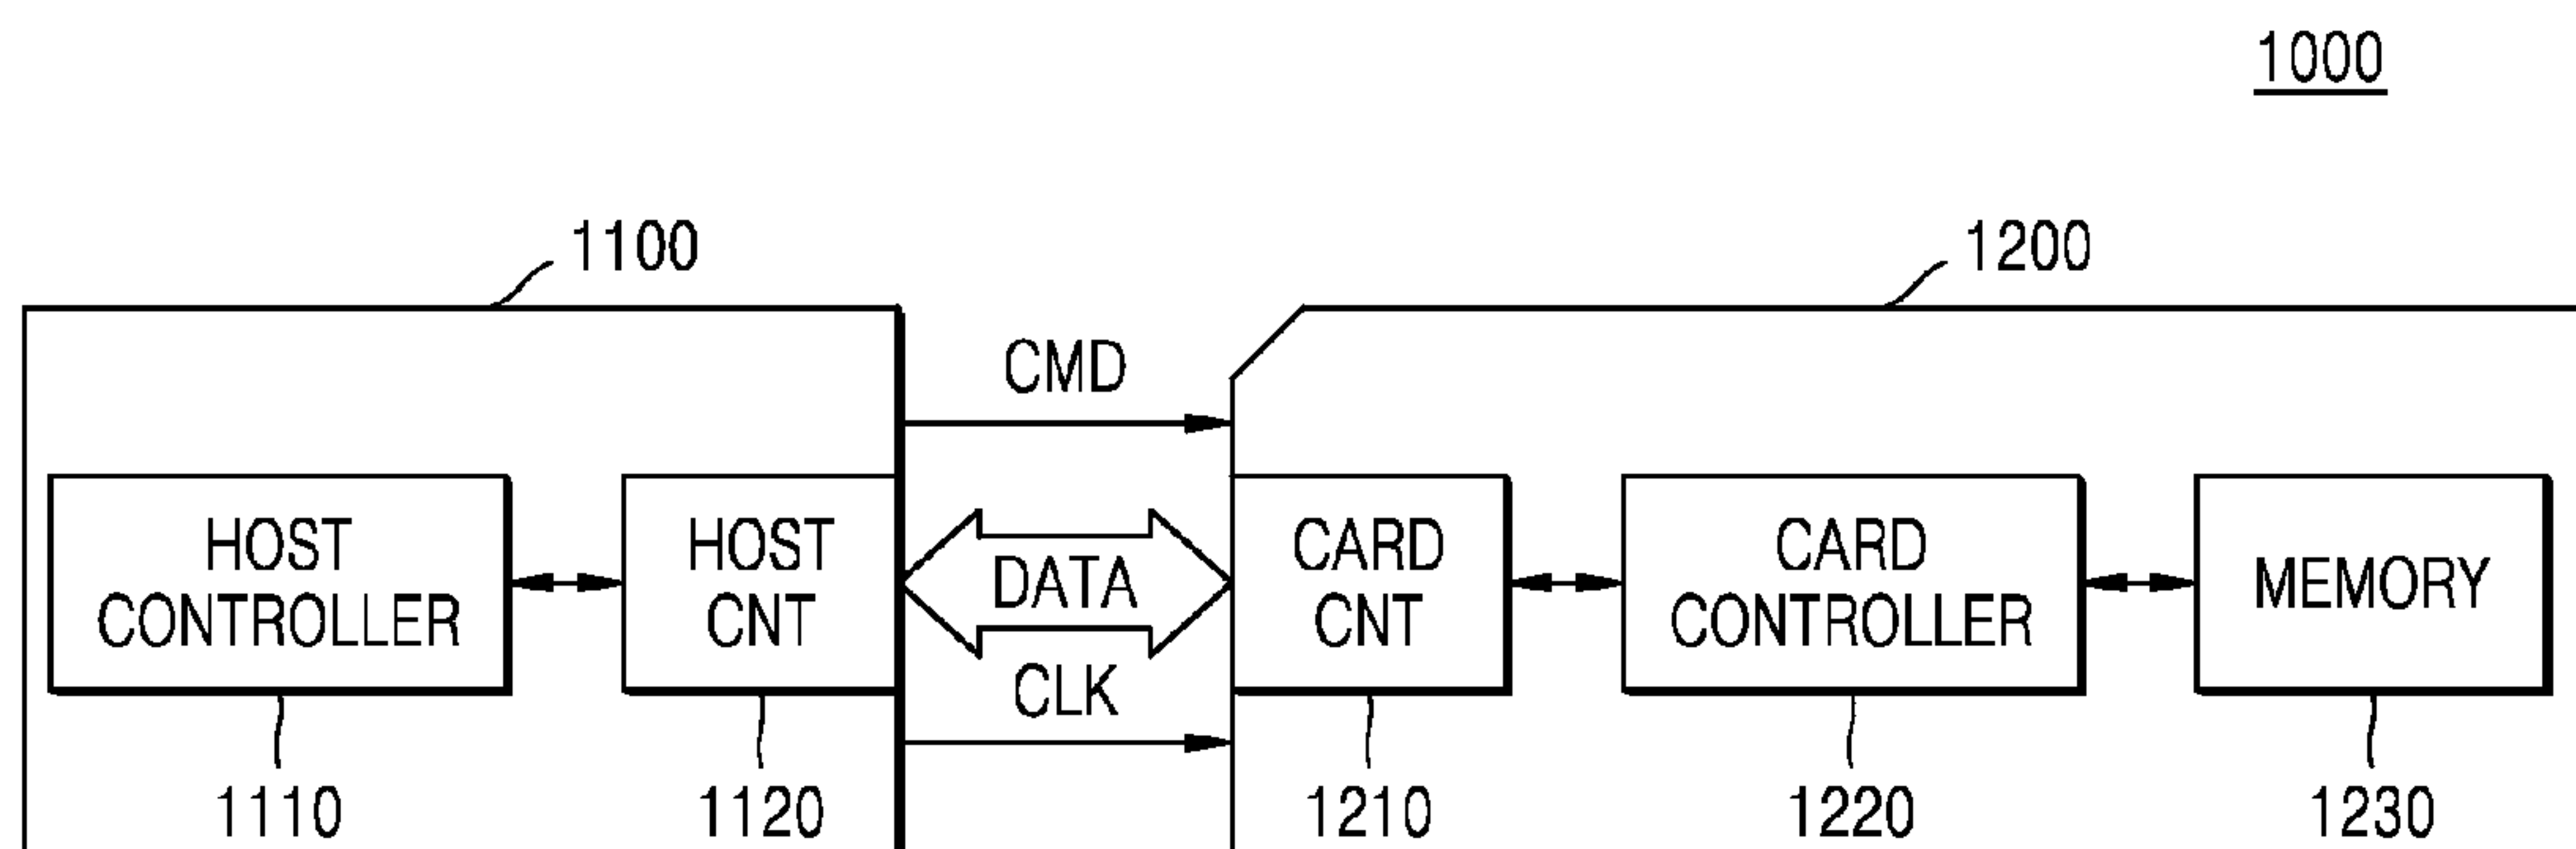 1000
1100
1200
CMD
HOST
CONTROLLER
HOST
CNT
DATA
CARD
CNT
CARD
CONTROLLER
MEMORY
CLK
1110
1120
1210
1220
1230